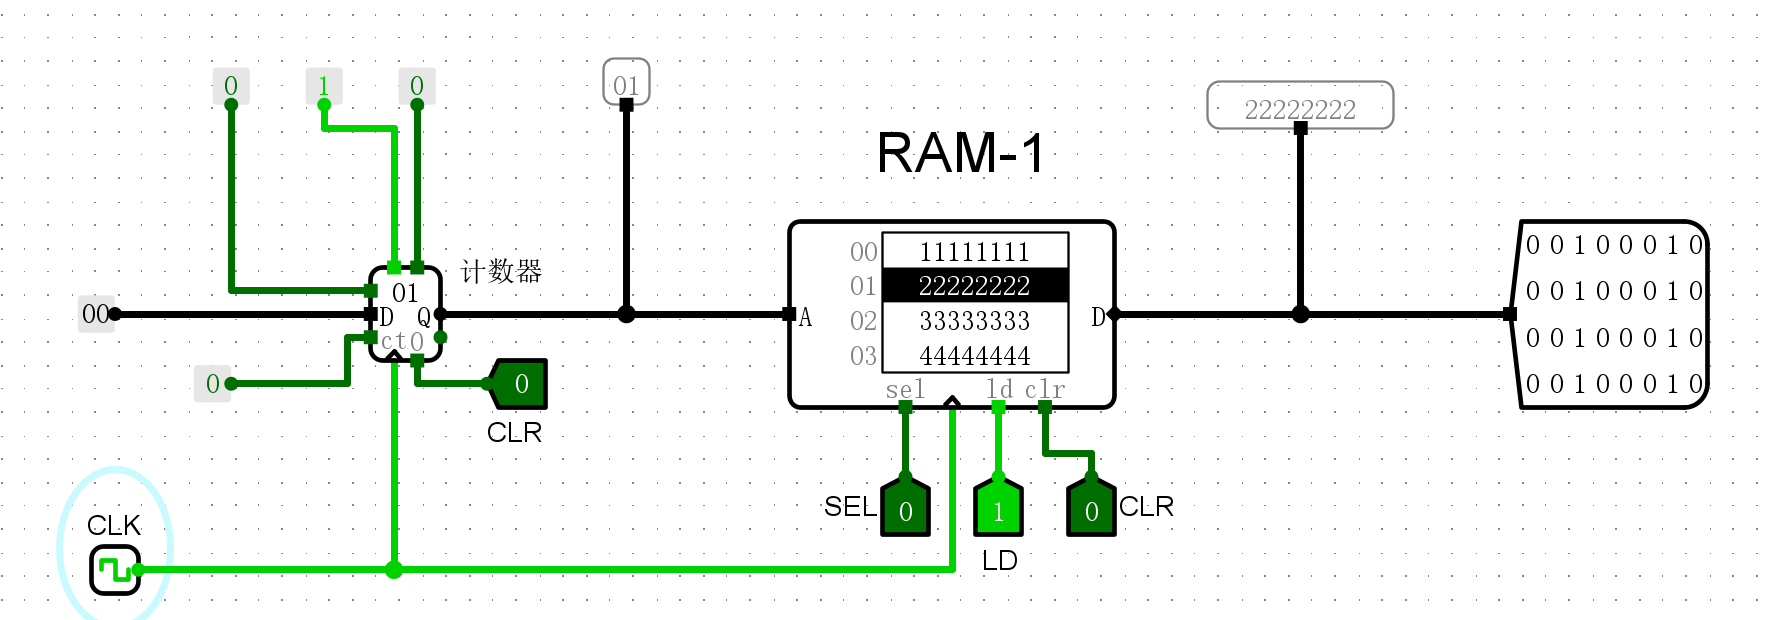 0 1 0 01
22222222
RAM-1
计数器
01
00 D Q
ct0
0 0
CLR
00 11111111
01 22222222
02 33333333
03 44444444
A D
sel ld clr
SEL 0 1 0 CLR
LD
0 0 1 0 0 0 1 0
0 0 1 0 0 0 1 0
0 0 1 0 0 0 1 0
0 0 1 0 0 0 1 0
CLK